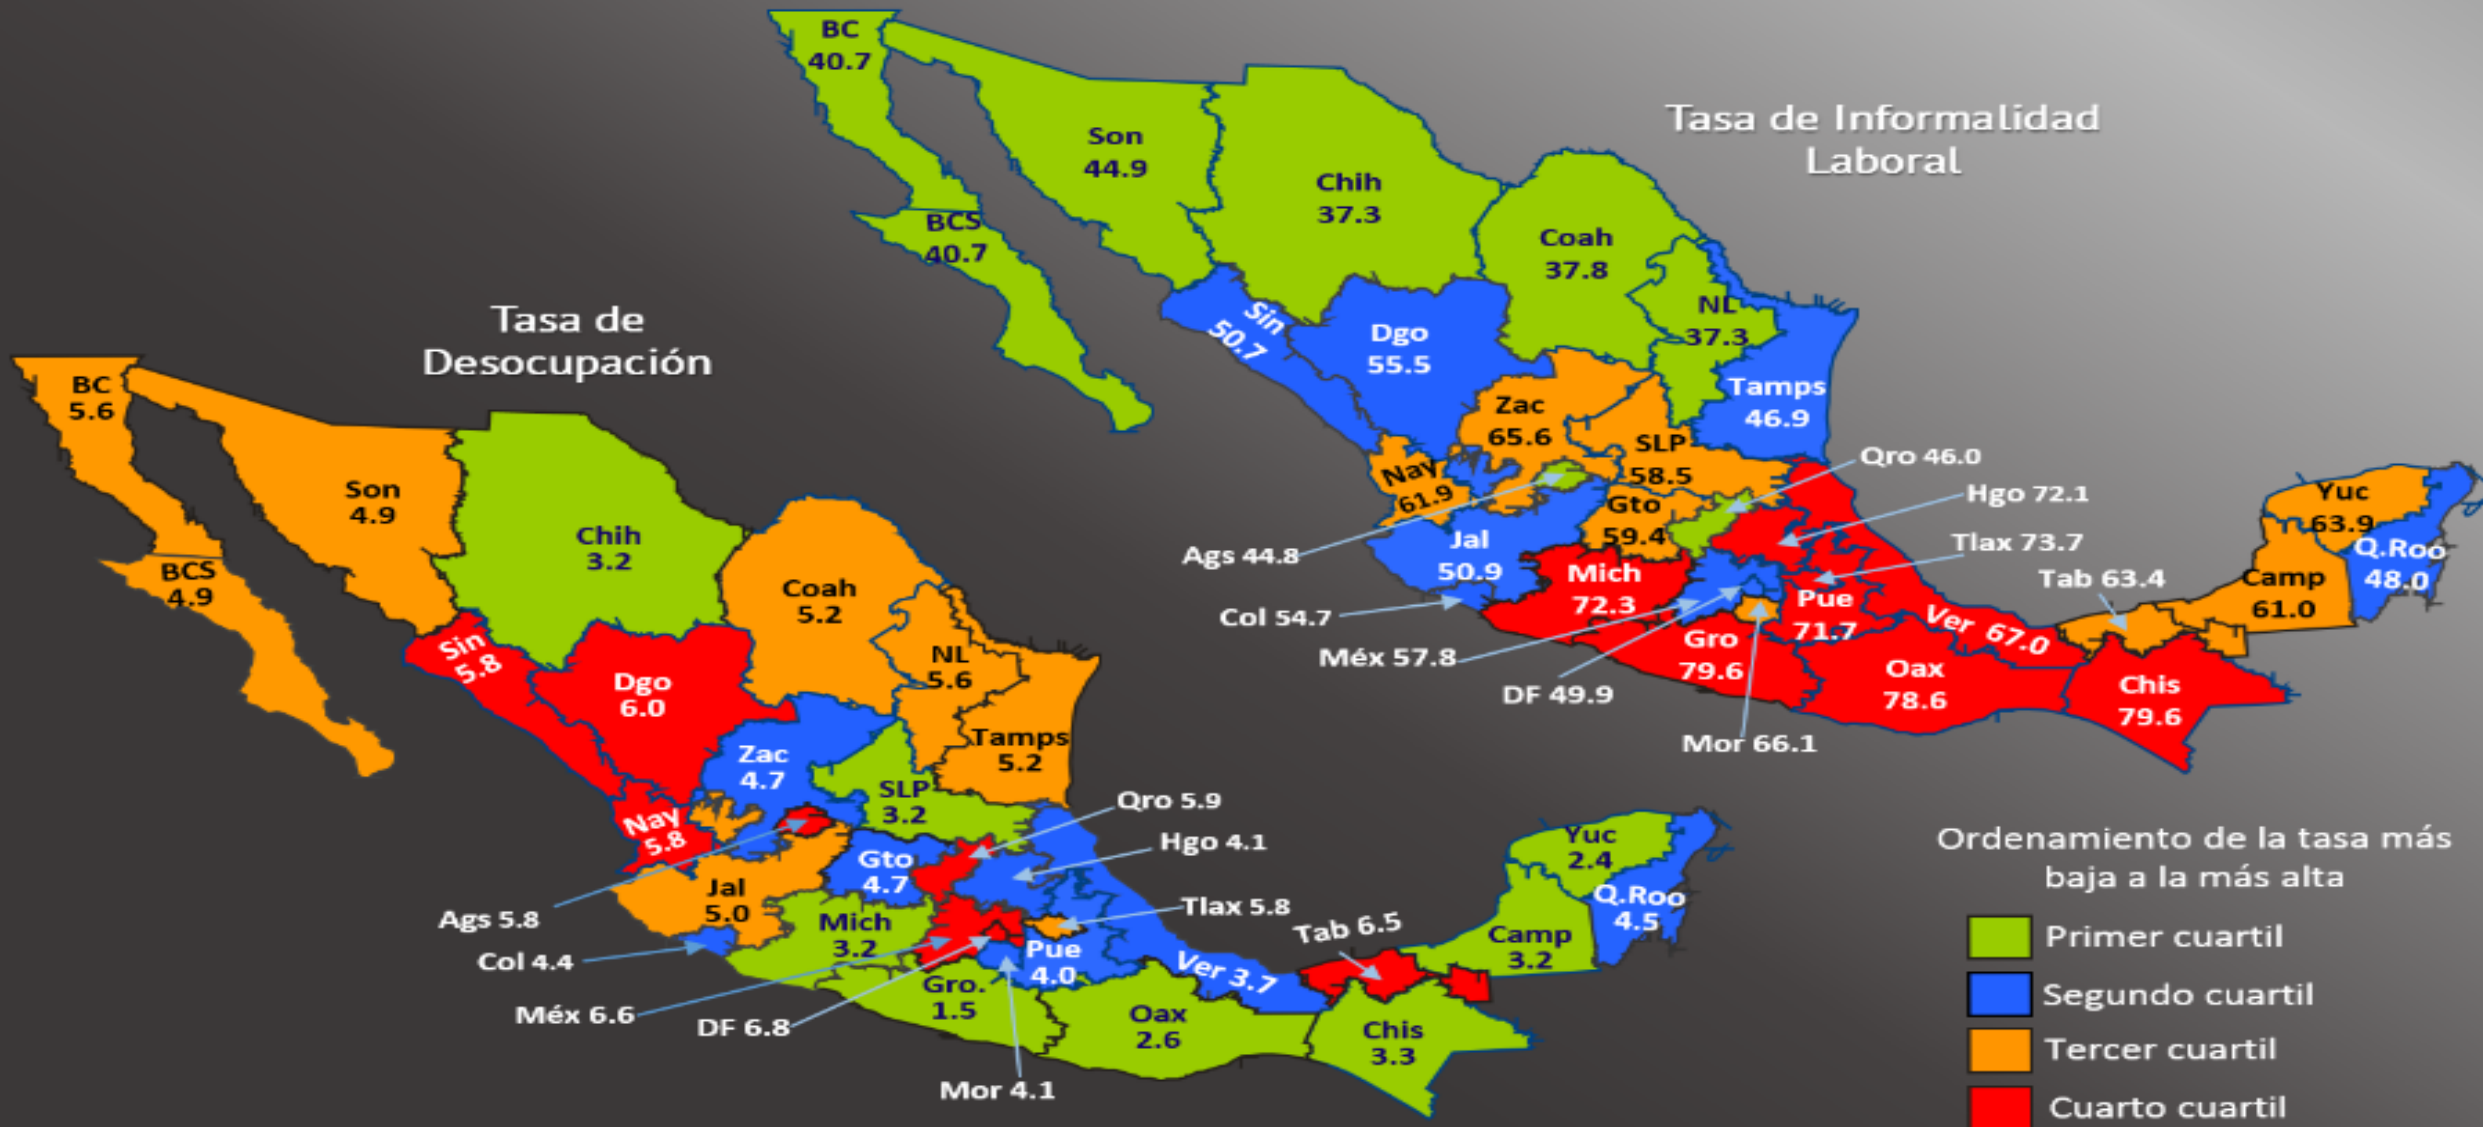 Tasa de Informalidad
Laboral
BC
40.7
Son
44.9
Chih
37.3
BCS
40.7
Coah
37.8
NL
37.3
Sin
50.7
Dgo
55.5
Tamps
46.9
Zac
65.6
SLP
58.5
Nay
61.9
Gto
59.4
Qro 46.0
Hgo 72.1
Tlax 73.7
Ags 44.8
Jal
50.9
Col 54.7
Mich
72.3
Méx 57.8
DF 49.9
Mor 66.1
Gro
79.6
Pue
71.7
Ver 67.0
Oax
78.6
Chis
79.6
Tab 63.4
Camp
61.0
Yuc
63.9
Q.Roo
48.0
Tasa de
Desocupación
BC
5.6
Son
4.9
Chih
3.2
BCS
4.9
Coah
5.2
NL
5.6
Sin
5.8
Dgo
6.0
Tamps
5.2
Zac
4.7
SLP
3.2
Nay
5.8
Gto
4.7
Qro 5.9
Hgo 4.1
Tlax 5.8
Ags 5.8
Jal
5.0
Col 4.4
Mich
3.2
Méx 6.6
DF 6.8
Mor 4.1
Gro.
1.5
Pue
4.0
Ver 3.7
Oax
2.6
Chis
3.3
Tab 6.5
Camp
3.2
Yuc
2.4
Q.Roo
4.5
Ordenamiento de la tasa más
baja a la más alta
Primer cuartil
Segundo cuartil
Tercer cuartil
Cuarto cuartil